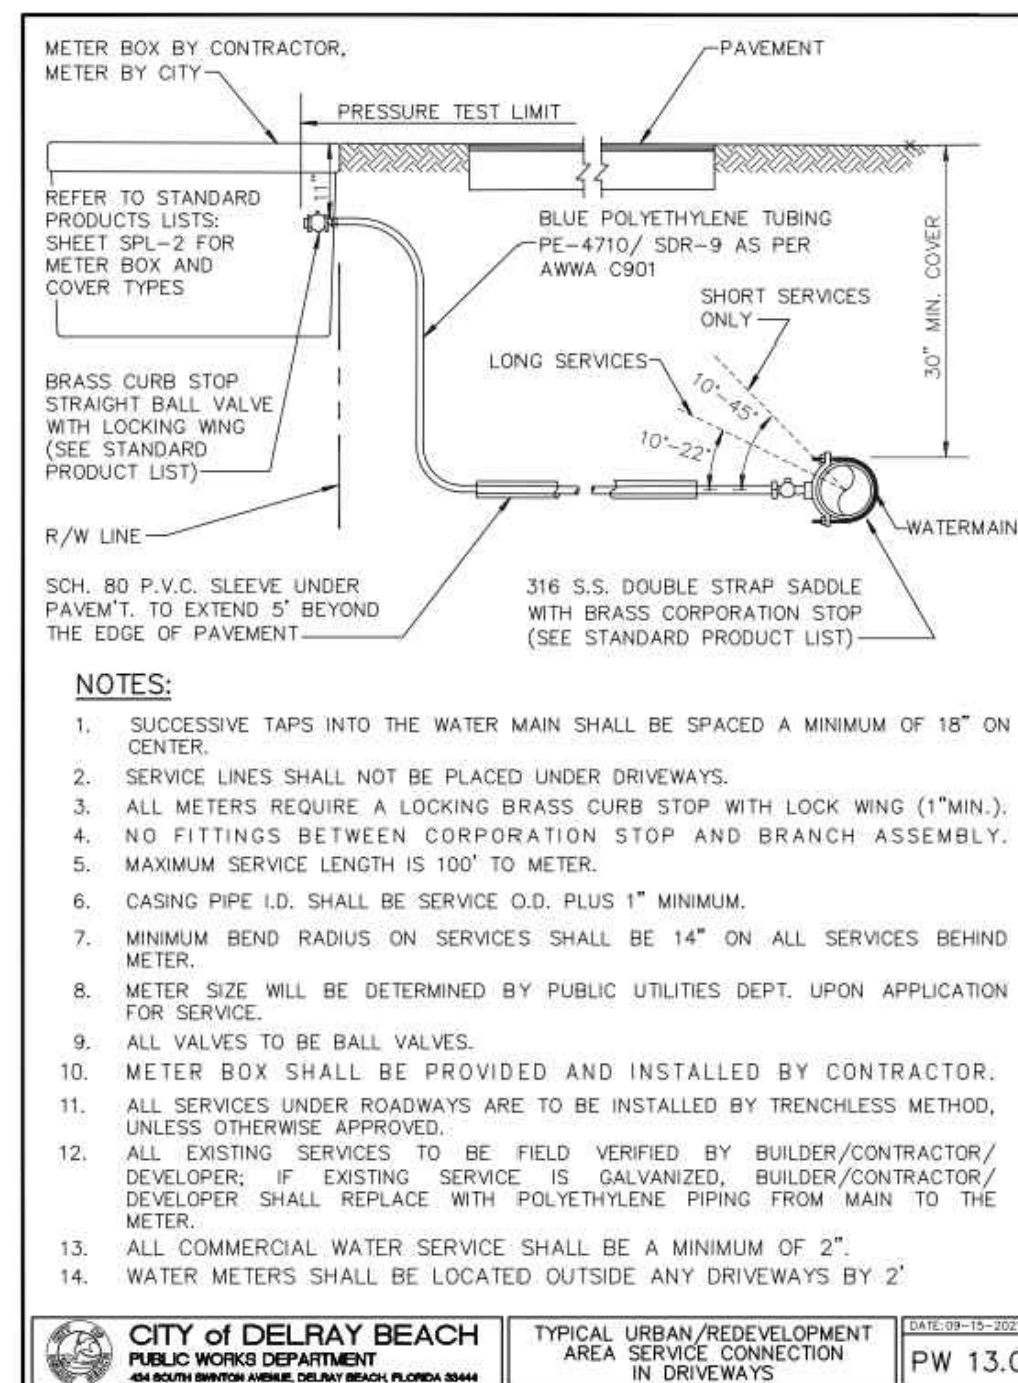 METER BOX BY CONTRACTOR,
METER BY CITY
PAVEMENT
PRESSURE TEST LIMIT
11"
REFER TO STANDARD
PRODUCTS LISTS:
SHEET SPL-2 FOR
METER BOX AND
COVER TYPES
BLUE POLYETHYLENE TUBING
PE-4710/ SDR-9 AS PER
AWWA C901
30" MIN. COVER
SHORT SERVICES
ONLY
LONG SERVICES
10°-45°
10°-22°
BRASS CURB STOP
STRAIGHT BALL VALVE
WITH LOCKING WING
(SEE STANDARD
PRODUCT LIST)
R/W LINE
WATERMAIN
SCH. 80 P.V.C. SLEEVE UNDER
PAVEM'T. TO EXTEND 5' BEYOND
THE EDGE OF PAVEMENT
316 S.S. DOUBLE STRAP SADDLE
WITH BRASS CORPORATION STOP
(SEE STANDARD PRODUCT LIST)
NOTES:
1. SUCCESSIVE TAPS INTO THE WATER MAIN SHALL BE SPACED A MINIMUM OF 18" ON
CENTER.
2. SERVICE LINES SHALL NOT BE PLACED UNDER DRIVEWAYS.
3. ALL METERS REQUIRE A LOCKING BRASS CURB STOP WITH LOCK WING (1"MIN.).
4. NO FITTINGS BETWEEN CORPORATION STOP AND BRANCH ASSEMBLY.
5. MAXIMUM SERVICE LENGTH IS 100' TO METER.
6. CASING PIPE I.D. SHALL BE SERVICE O.D. PLUS 1" MINIMUM.
7. MINIMUM BEND RADIUS ON SERVICES SHALL BE 14" ON ALL SERVICES BEHIND
METER.
8. METER SIZE WILL BE DETERMINED BY PUBLIC UTILITIES DEPT. UPON APPLICATION
FOR SERVICE.
9. ALL VALVES TO BE BALL VALVES.
10. METER BOX SHALL BE PROVIDED AND INSTALLED BY CONTRACTOR.
11. ALL SERVICES UNDER ROADWAYS ARE TO BE INSTALLED BY TRENCHLESS METHOD,
UNLESS OTHERWISE APPROVED.
12. ALL EXISTING SERVICES TO BE FIELD VERIFIED BY BUILDER/CONTRACTOR/
DEVELOPER; IF EXISTING SERVICE IS GALVANIZED, BUILDER/CONTRACTOR/
DEVELOPER SHALL REPLACE WITH POLYETHYLENE PIPING FROM MAIN TO THE
METER.
13. ALL COMMERCIAL WATER SERVICE SHALL BE A MINIMUM OF 2".
14. WATER METERS SHALL BE LOCATED OUTSIDE ANY DRIVEWAYS BY 2'
CITY of DELRAY BEACH
PUBLIC WORKS DEPARTMENT
434 SOUTH SWINTON AVENUE, DELRAY BEACH, FLORIDA 33444
TYPICAL URBAN/REDEVELOPMENT
AREA SERVICE CONNECTION
IN DRIVEWAYS
DATE:09-15-202
PW 13.0